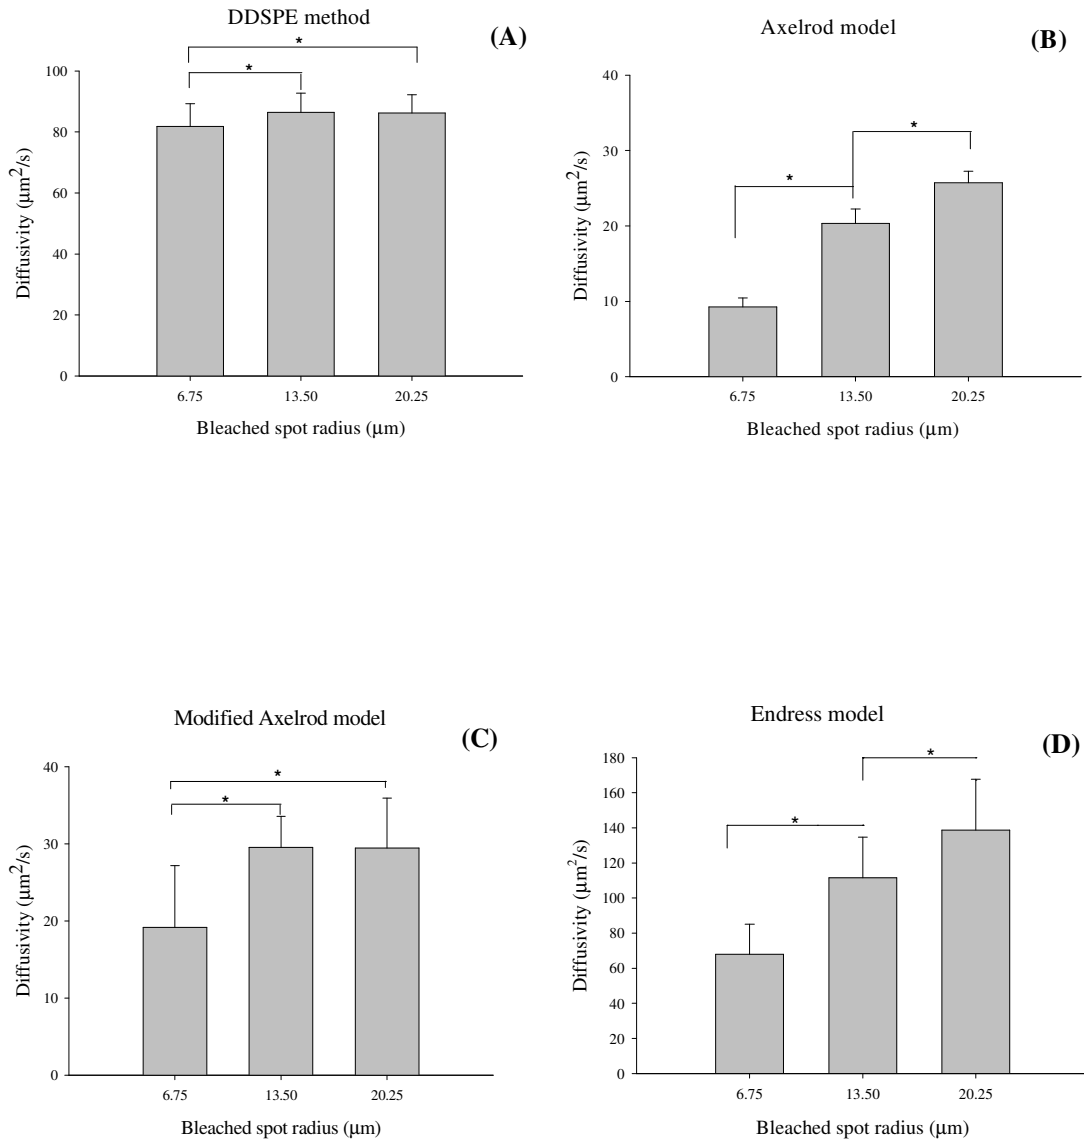 DDSPE method
(A)
*
*
100
80
60
40
20
0
Diffusivity (µm²/s)
6.75 13.50 20.25
Bleached spot radius (µm)
Axelrod model
(B)
*
*
40
30
20
10
0
Diffusivity (µm²/s)
6.75 13.50 20.25
Bleached spot radius (µm)
Modified Axelrod model
(C)
*
*
40
30
20
10
0
Diffusivity (µm²/s)
6.75 13.50 20.25
Bleached spot radius (µm)
Endress model
(D)
*
*
180
160
140
120
100
80
60
40
20
0
Diffusivity (µm²/s)
6.75 13.50 20.25
Bleached spot radius (µm)